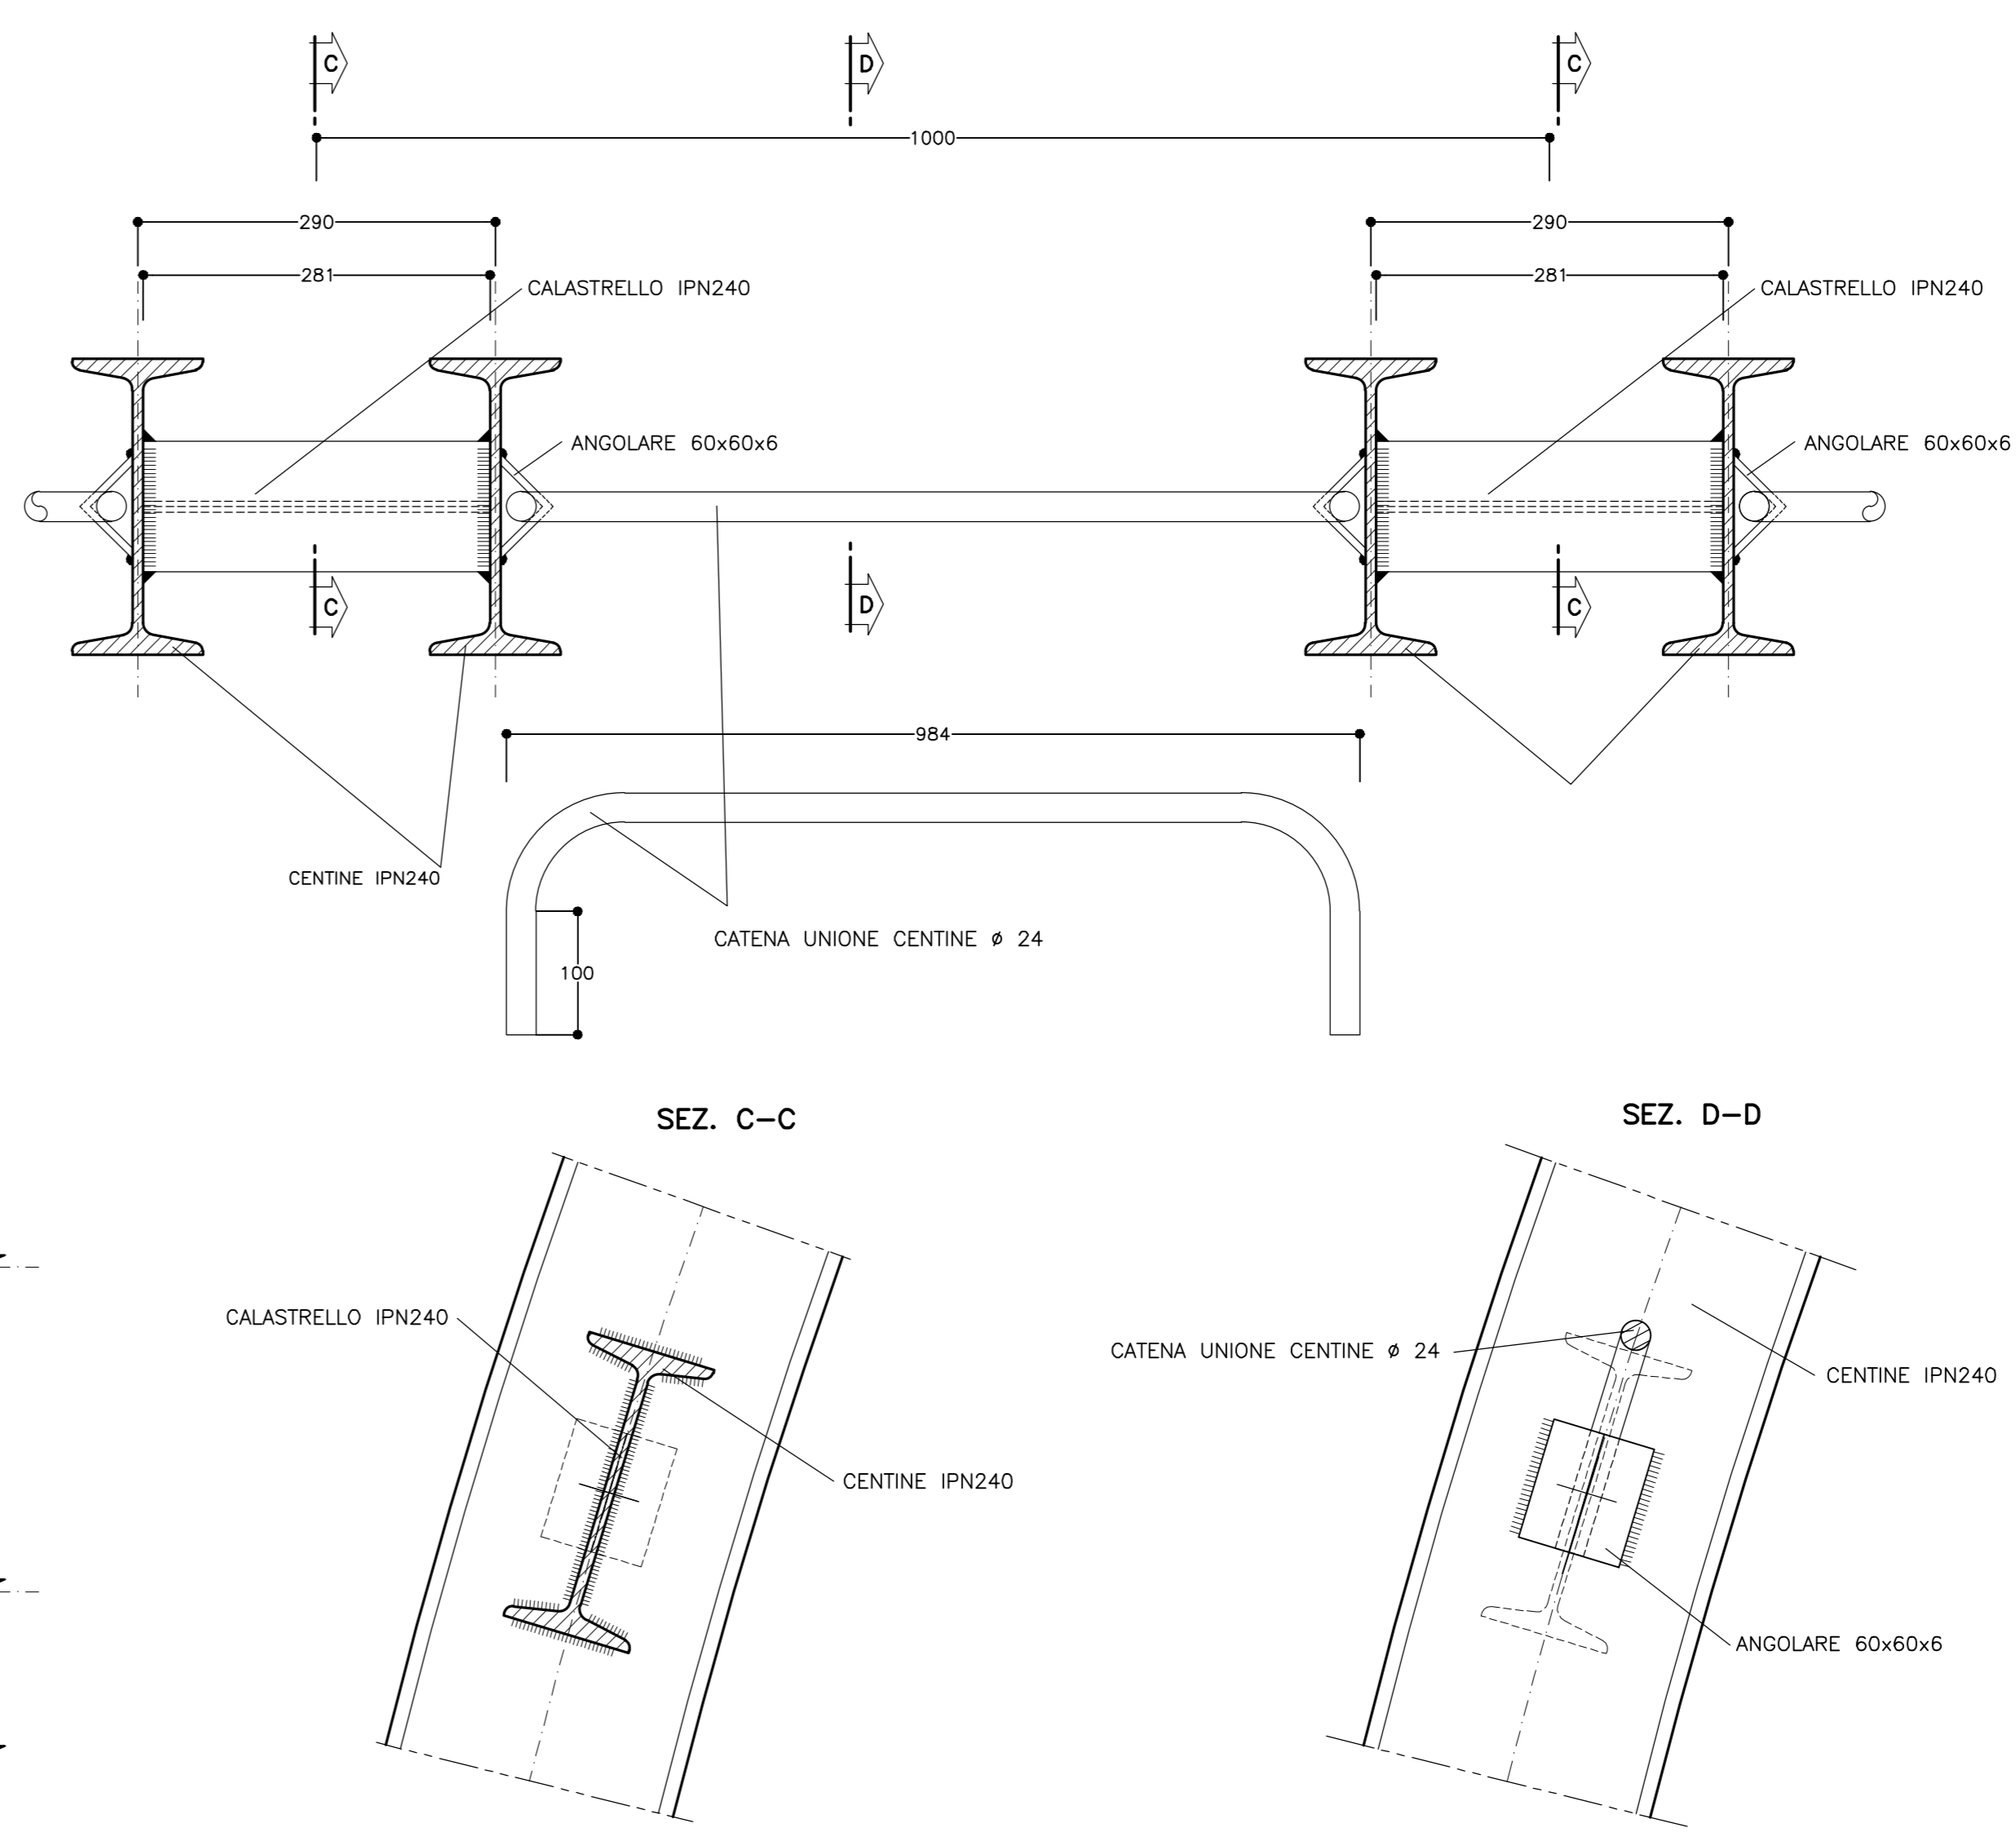 C D C
1000
290 290
281 281
CALASTRELLO IPN240 CALASTRELLO IPN240
ANGOLARE 60x60x6 ANGOLARE 60x60x6
C D C
984
CENTINE IPN240
CATENA UNIONE CENTINE ø 24
100
SEZ. C-C
SEZ. D-D
CALASTRELLO IPN240
CENTINE IPN240
CATENA UNIONE CENTINE ø 24
CENTINE IPN240
ANGOLARE 60x60x6